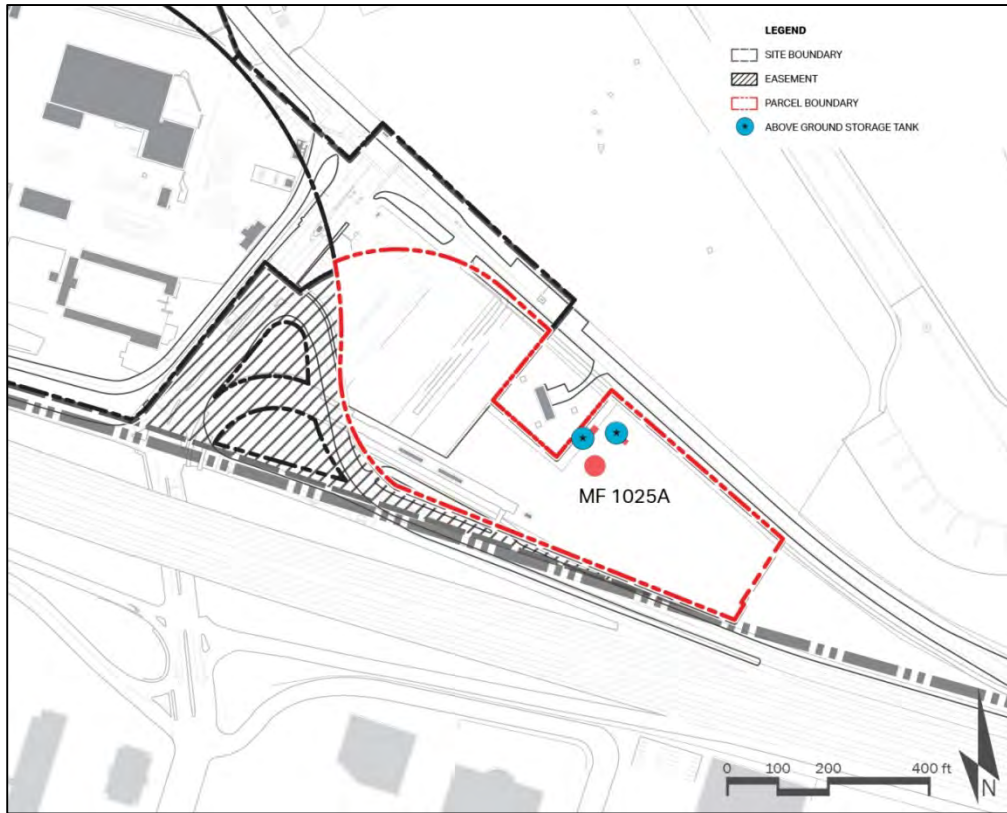 LEGEND
SITE BOUNDARY
EASEMENT
PARCEL BOUNDARY
ABOVE GROUND STORAGE TANK
MF 1025A
0 100 200 400 ft
N